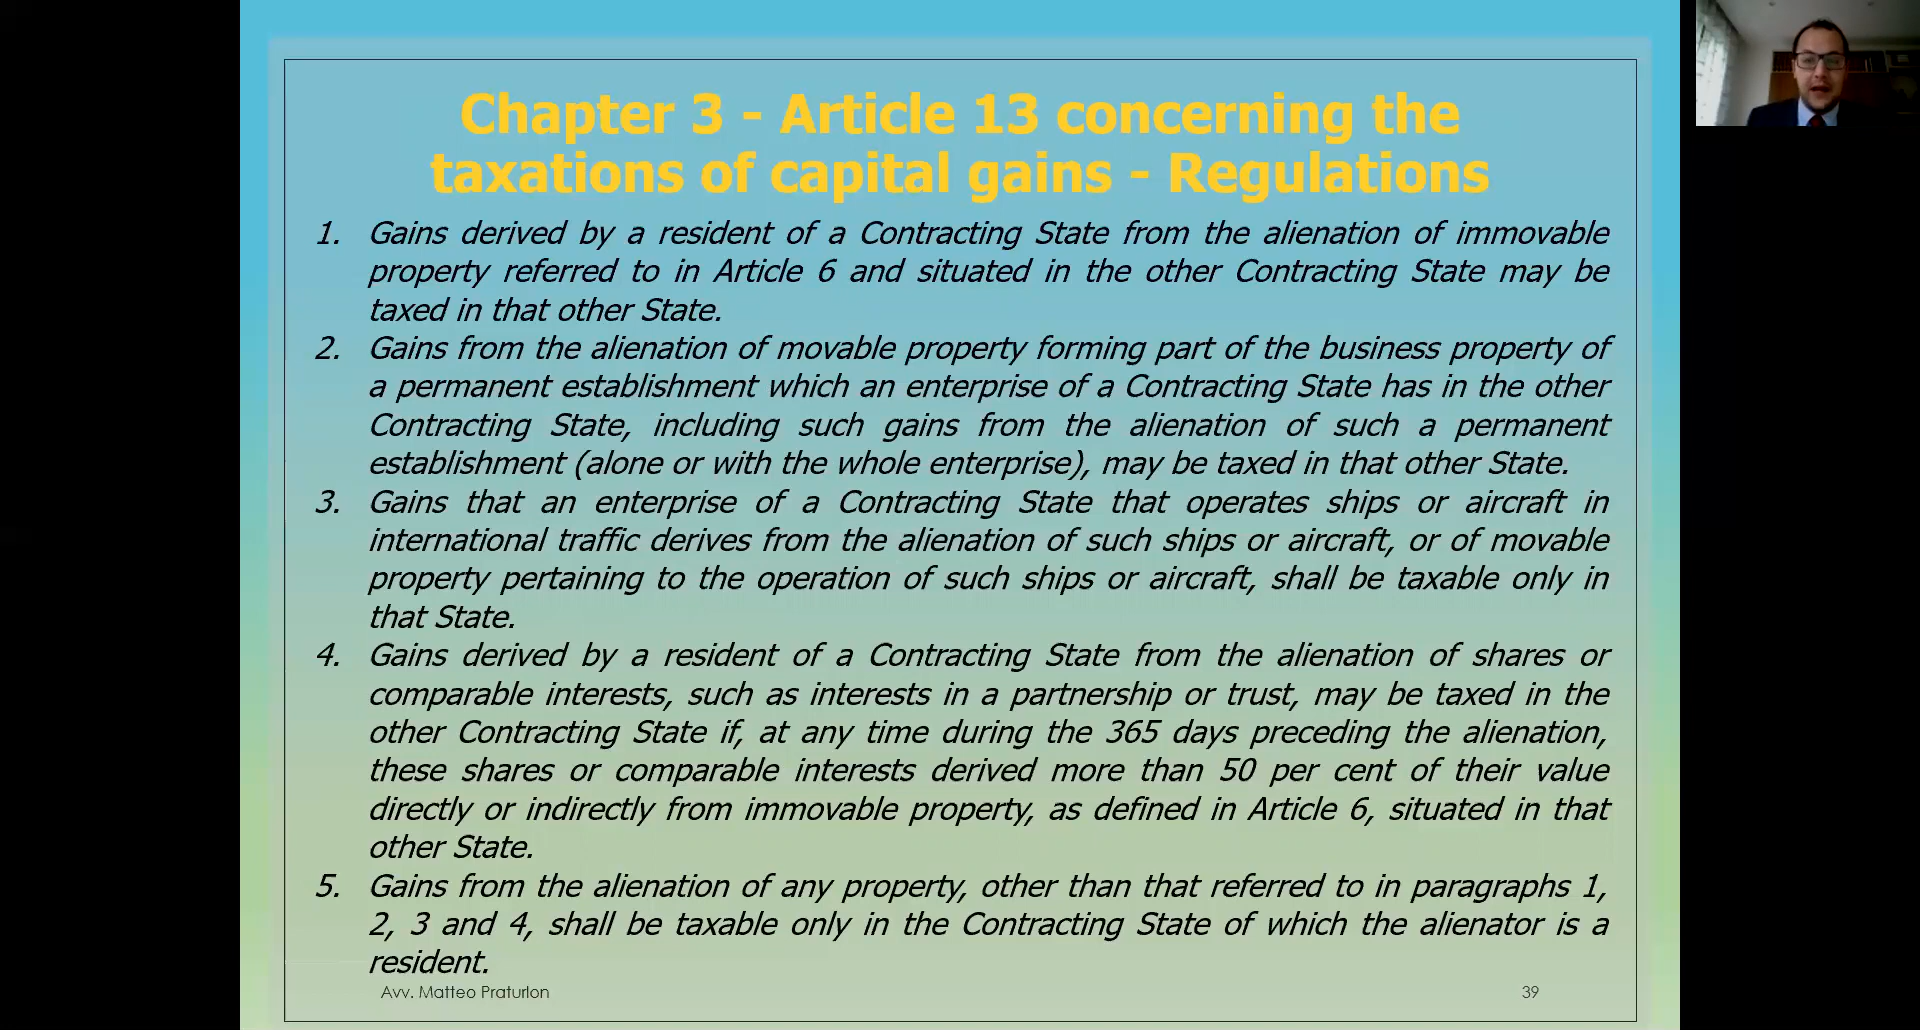 Chapter 3 - Article 13 concerning the
taxations of capital gains - Regulations
1. Gains derived by a resident of a Contracting State from the alienation of immovable
property referred to in Article 6 and situated in the other Contracting State may be
taxed in that other State.
2. Gains from the alienation of movable property forming part of the business property of
a permanent establishment which an enterprise of a Contracting State has in the other
Contracting State, including such gains from the alienation of such a permanent
establishment (alone or with the whole enterprise), may be taxed in that other State.
3. Gains that an enterprise of a Contracting State that operates ships or aircraft in
international traffic derives from the alienation of such ships or aircraft, or of movable
property pertaining to the operation of such ships or aircraft, shall be taxable only in
that State.
4. Gains derived by a resident of a Contracting State from the alienation of shares or
comparable interests, such as interests in a partnership or trust, may be taxed in the
other Contracting State if, at any time during the 365 days preceding the alienation,
these shares or comparable interests derived more than 50 per cent of their value
directly or indirectly from immovable property, as defined in Article 6, situated in that
other State.
5. Gains from the alienation of any property, other than that referred to in paragraphs 1,
2, 3 and 4, shall be taxable only in the Contracting State of which the alienator is a
resident.
Avv. Matteo Praturlon
39